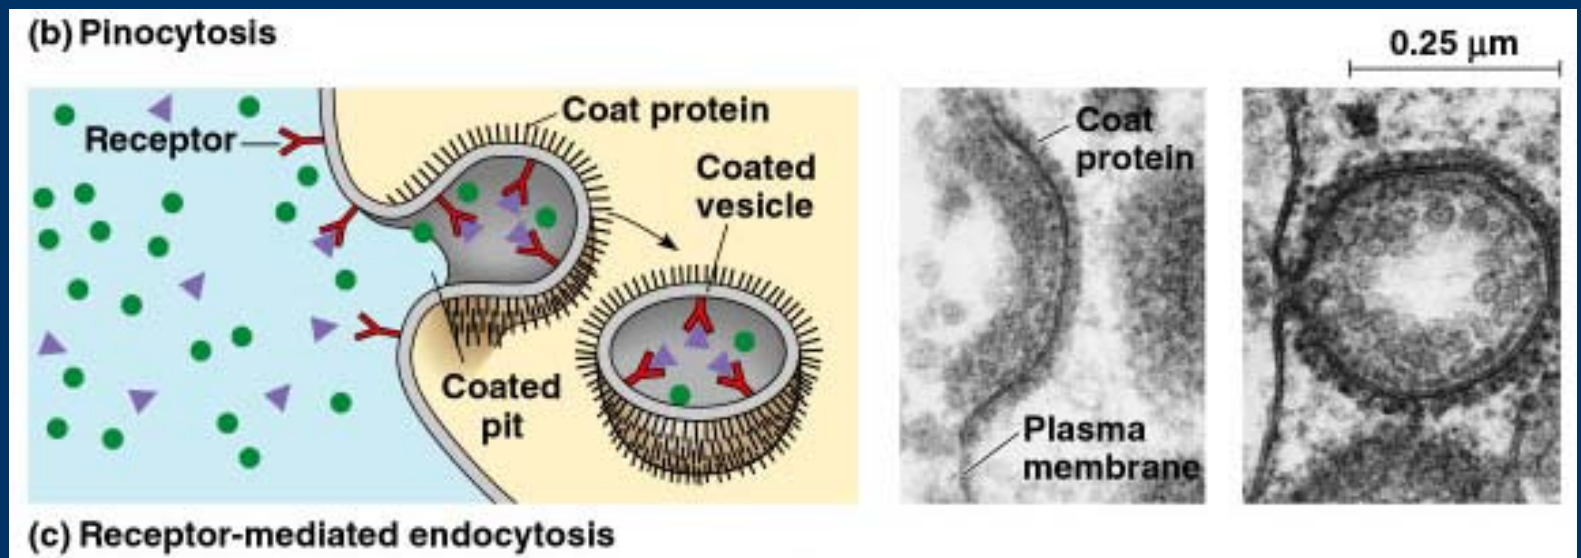 (b) Pinocytosis
0.25 μm
Receptor
Coat protein
Coated
vesicle
Coated
pit
Coat
protein
Plasma
membrane
(c) Receptor-mediated endocytosis